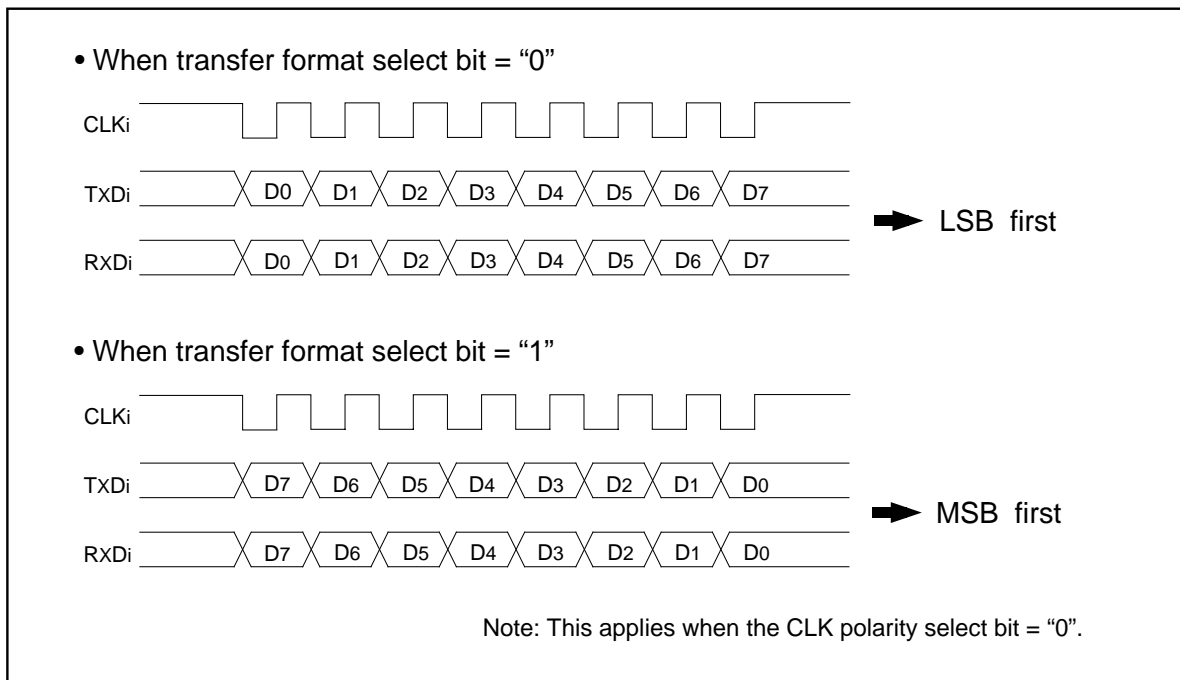 • When transfer format select bit = “0”
CLKi
TXDi D0 D1 D2 D3 D4 D5 D6 D7
RXDi D0 D1 D2 D3 D4 D5 D6 D7
LSB first
• When transfer format select bit = “1”
CLKi
TXDi D7 D6 D5 D4 D3 D2 D1 D0
RXDi D7 D6 D5 D4 D3 D2 D1 D0
MSB first
Note: This applies when the CLK polarity select bit = “0”.